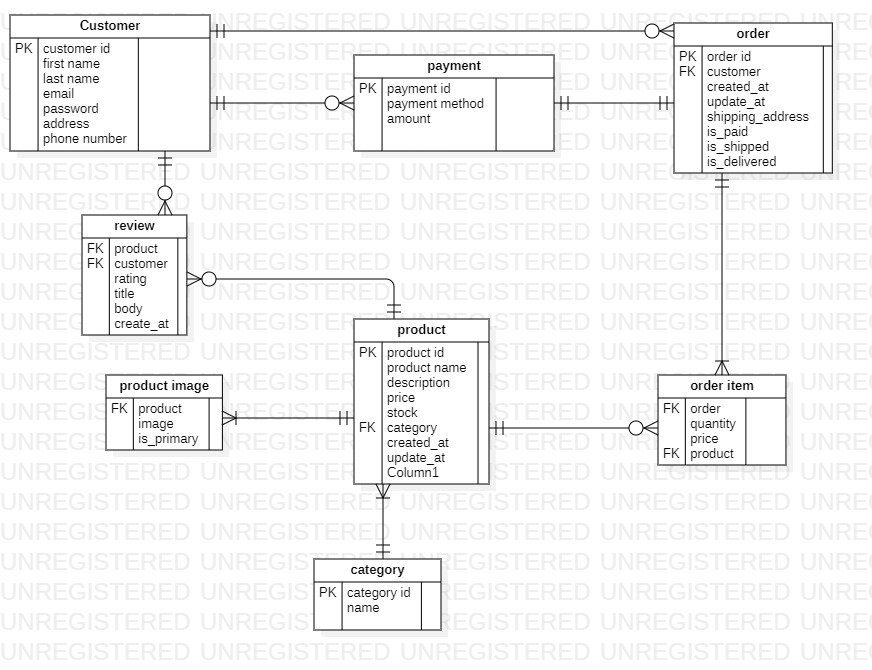 Customer
PK customer id
first name
last name
email
password
address
phone number
payment
PK payment id
payment method
amount
order
PK order id
FK customer
created_at
update_at
shipping_address
is_paid
is_shipped
is_delivered
review
FK product
FK customer
rating
title
body
create_at
product
PK product id
product name
description
price
stock
FK category
created_at
update_at
Column1
product image
FK product
image
is_primary
order item
FK order
quantity
price
FK product
category
PK category id
name
UNREGISTERED